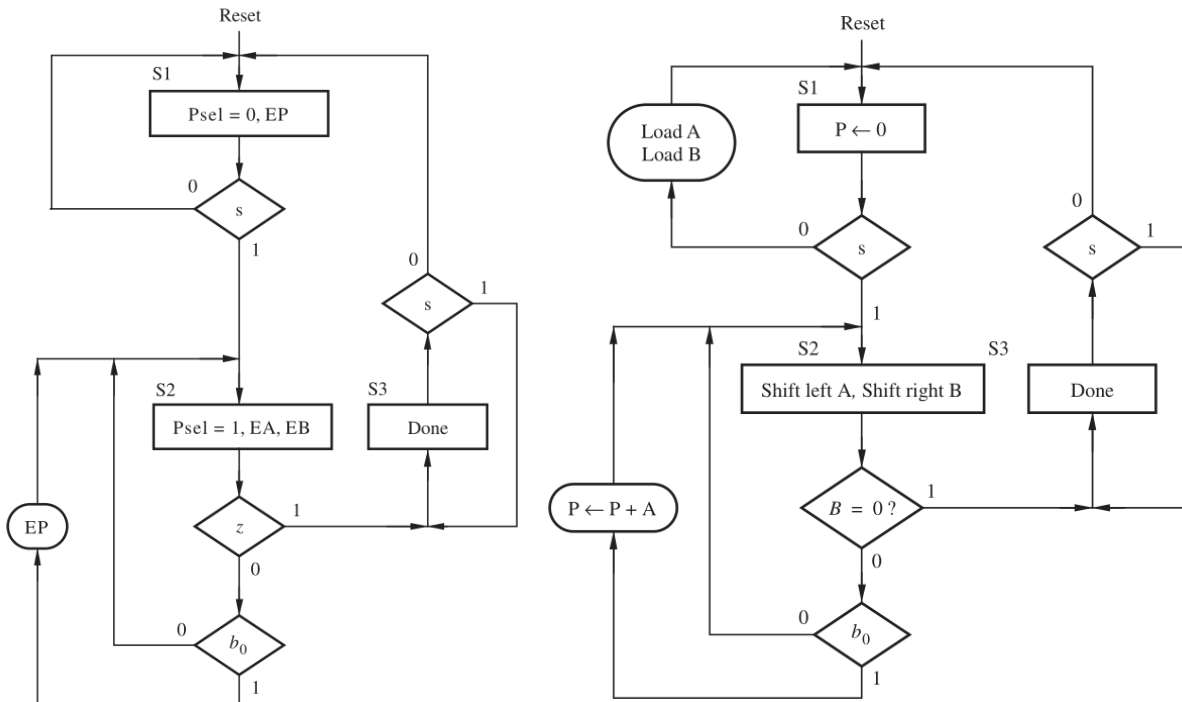 Reset
S1
Psel = 0, EP
0
s
1
0
s
1
S2
S3
Psel = 1, EA, EB
Done
EP
z
1
0
0
b0
1
Reset
S1
Load A
Load B
P ← 0
0
s
1
0
s
1
S2
S3
Shift left A, Shift right B
Done
P ← P + A
B = 0 ?
1
0
0
b0
1